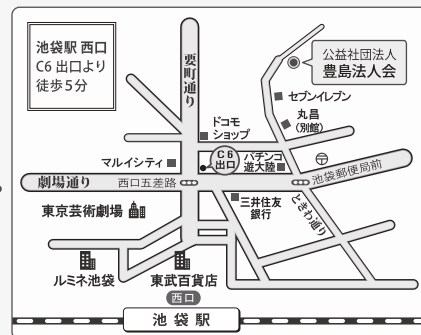 池袋駅 西口
C6 出口より
徒歩5分
要町通り
公益社団法人
豊島法人会
セブンイレブン
丸昌
(別館)
ドコモ
ショップ
C6
出口
パチンコ
遊大陸
マルイシティ
劇場通り
西口五差路
池袋郵便局前
東京芸術劇場
三井住友
銀行
ときわ通り
ルミネ池袋
東武百貨店
西口
池袋駅